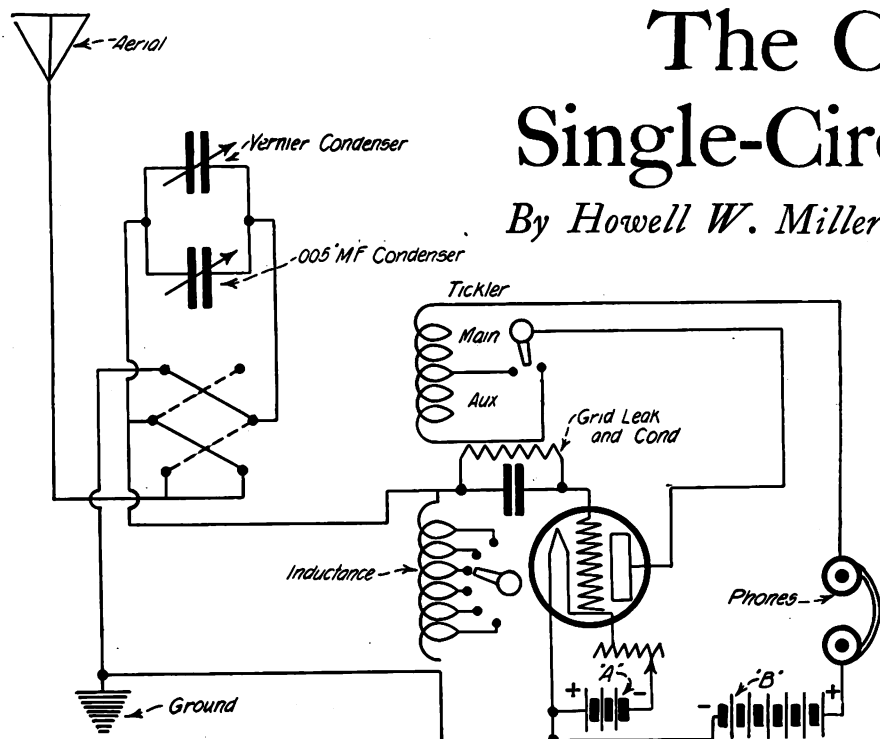 The
Single-Cir
By Howell W. Miller
Aerial
Vernier Condenser
.005 MF Condenser
Tickler
Main
Aux
Grid Leak
and Cond
Inductance
Phones
"A"
+ -
"B"
- +
Ground